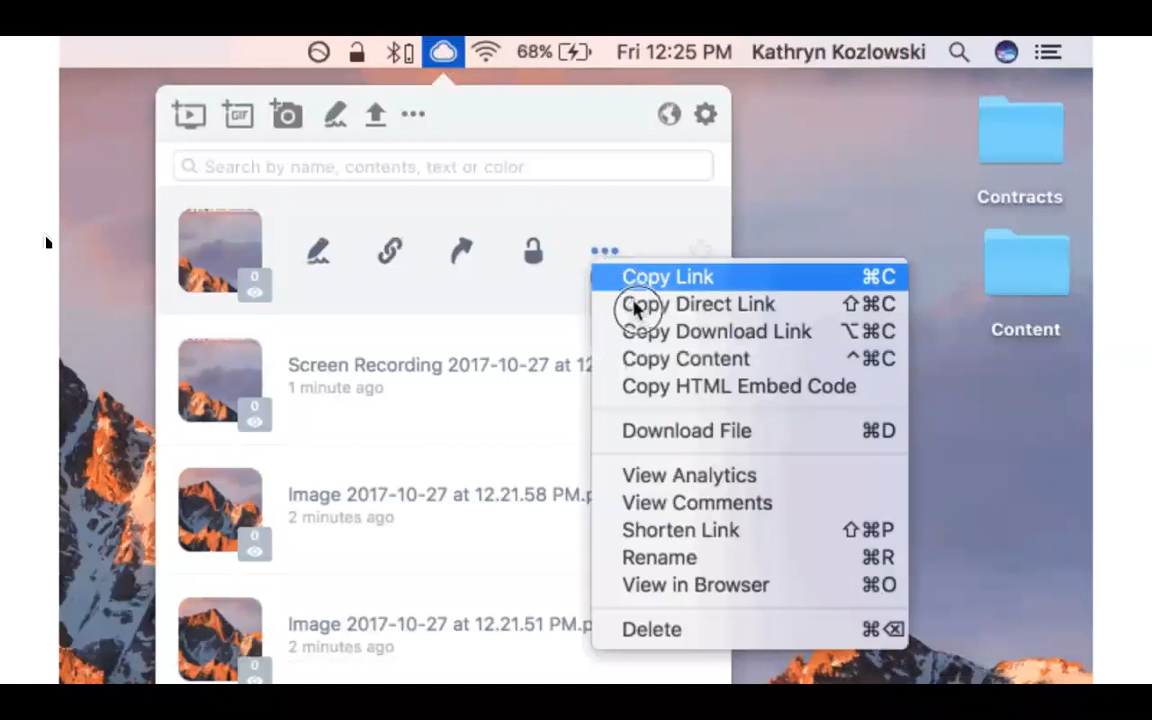 68% Fri 12:25 PM Kathryn Kozlowski
GIF
Search by name, contents, text or color
Contracts
Content
0
Copy Link ⌘C
Copy Direct Link ⇧⌘C
Copy Download Link ⌥⌘C
Copy Content ^⌘C
Copy HTML Embed Code
Download File ⌘D
View Analytics
View Comments
Shorten Link ⇧⌘P
Rename ⌘R
View in Browser ⌘O
Delete ⌘⌫
Screen Recording 2017-10-27 at 12
1 minute ago
0
Image 2017-10-27 at 12.21.58 PM.p
2 minutes ago
0
Image 2017-10-27 at 12.21.51 PM.p
2 minutes ago
0